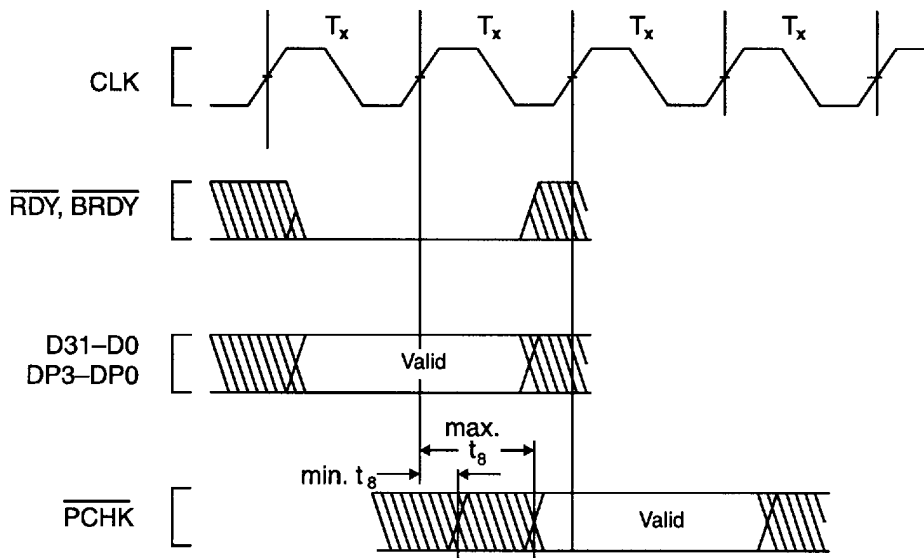 Tx Tx Tx Tx
CLK
RDY, BRDY
D31–D0
DP3–DP0
Valid
max.
t8
min. t8
PCHK
Valid